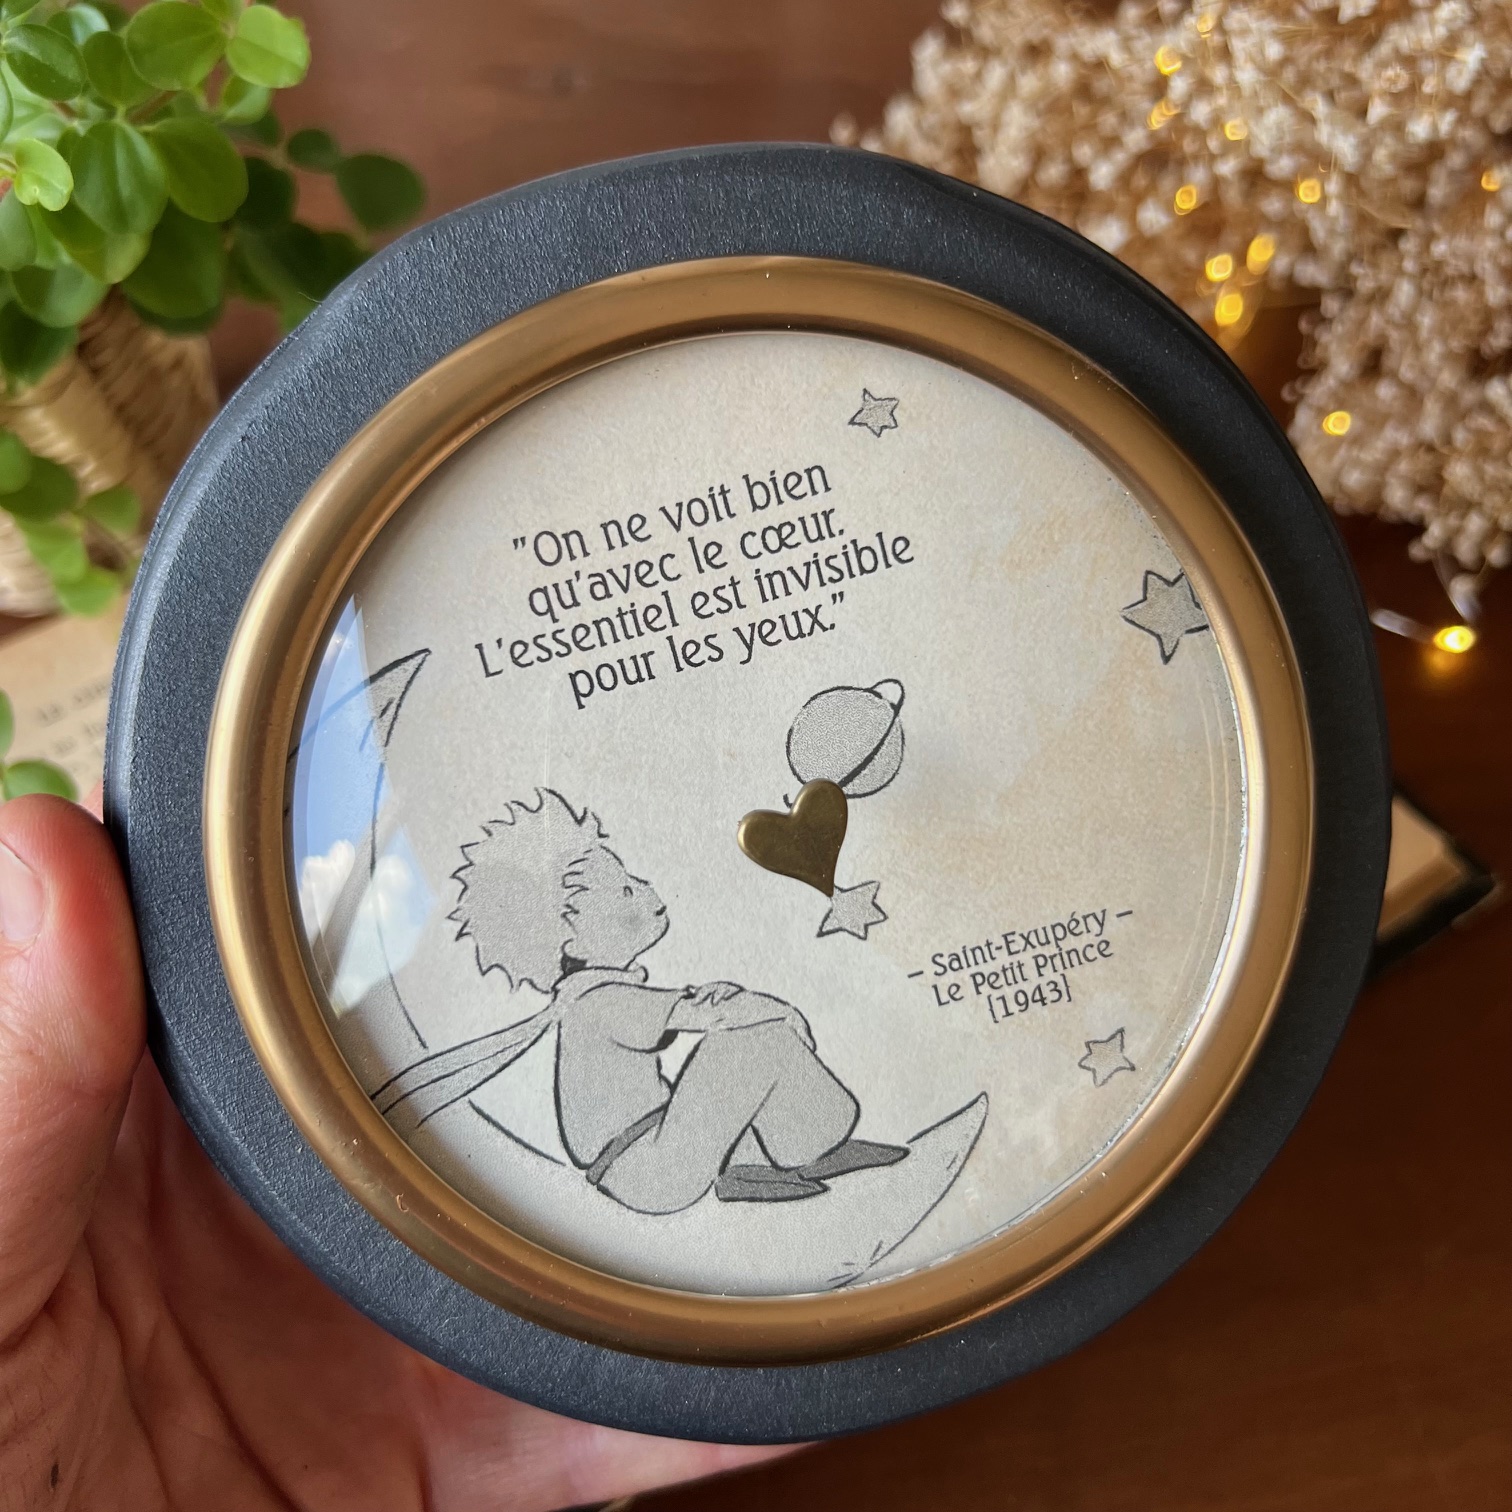 "On ne voit bien
qu'avec le cœur.
L'essentiel est invisible
pour les yeux."
– Saint-Exupéry –
Le Petit Prince
[1943]